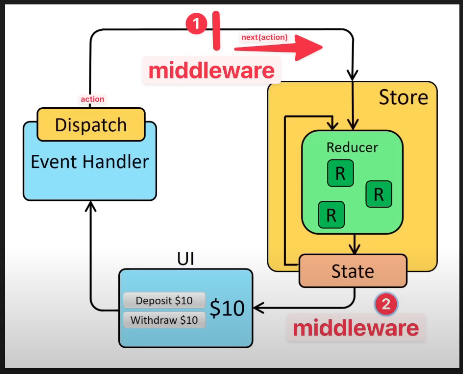 1
next(action)
middleware
action
Store
Dispatch
Event Handler
Reducer
R
R
R
UI
State
Deposit $10
Withdraw $10
$10
2
middleware